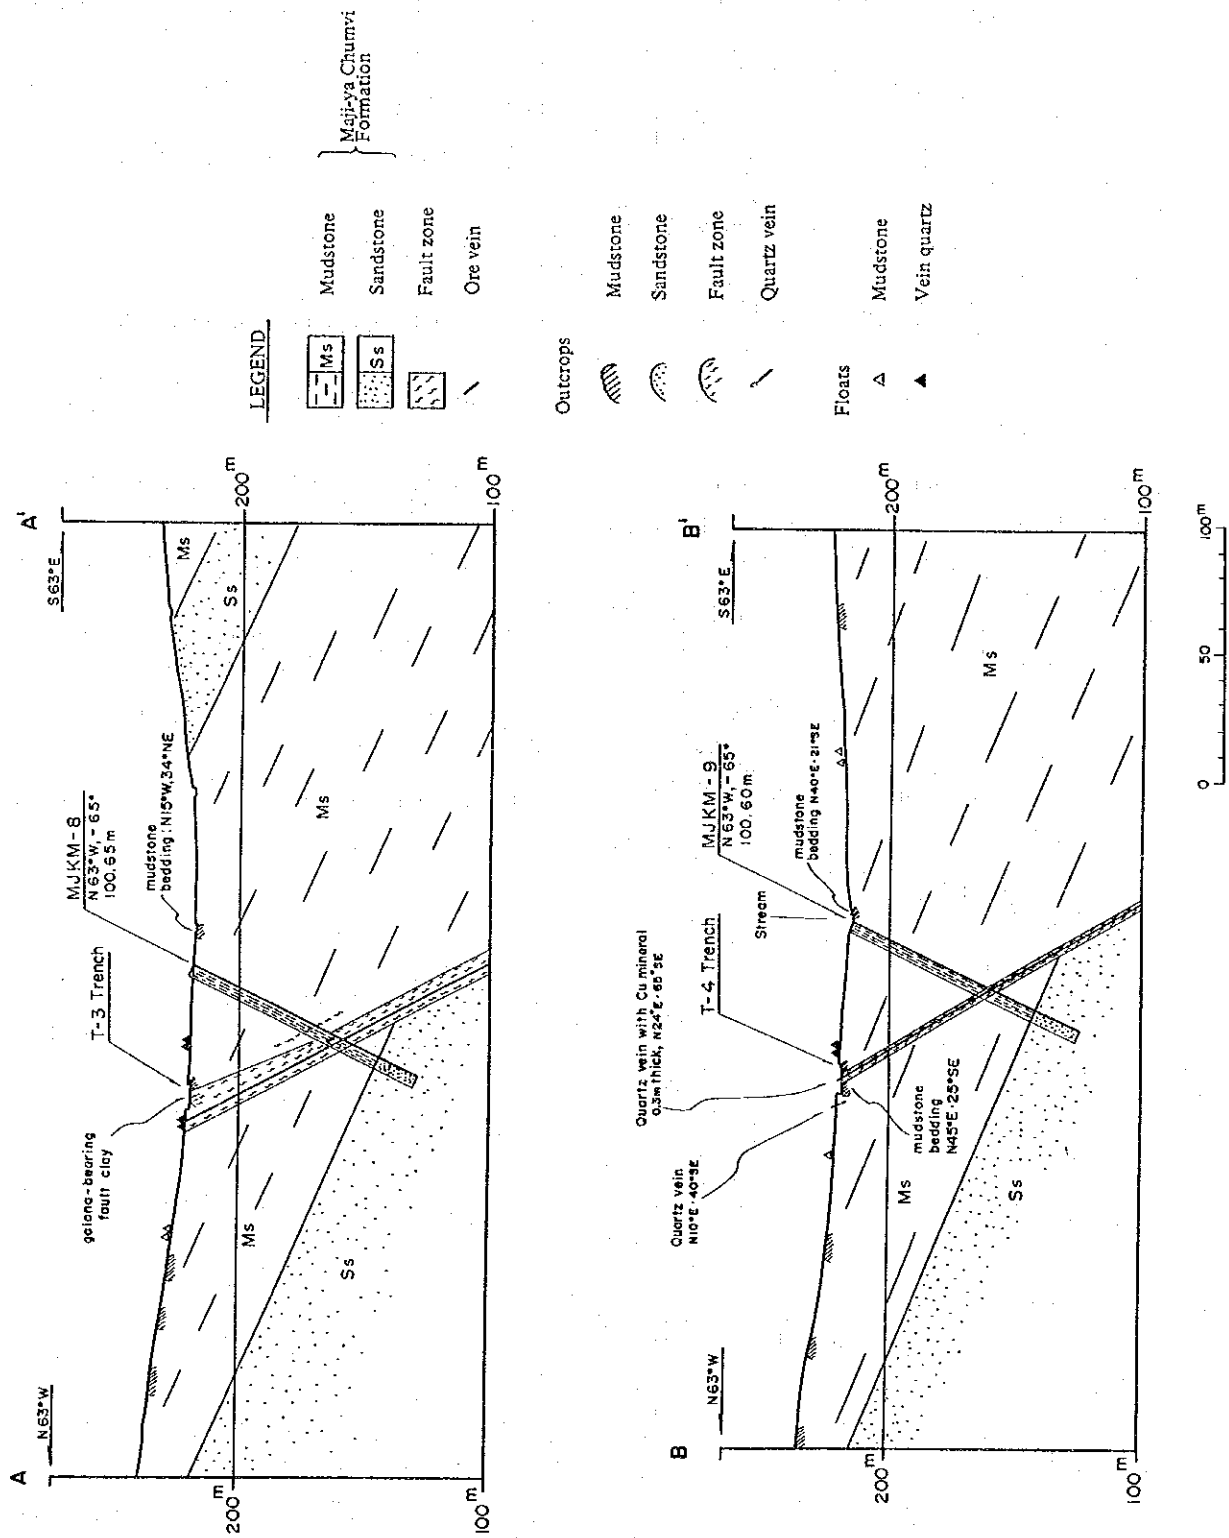 A
A'
N63°W
S63°E
T-3 Trench
MJKM-8
N63°W,-65°
100.65m
galena-bearing
fault clay
mudstone
bedding: N15°W,34°NE
Ms
Ss
Ms
Ms
Ss
200m
200m
100m
100m
B
B'
N63°W
S63°E
Quartz vein
N10°E·40°SE
Quartz vein with Cu mineral
0.3m thick, N24°E·65°SE
T-4 Trench
Stream
MJKM-9
N63°W,-65°
100.60m
mudstone
bedding N40°E·21°SE
mudstone
bedding
N45°E·25°SE
Ms
Ss
Ms
200m
200m
100m
100m
0 50 100m
LEGEND
Ms Mudstone
Ss Sandstone
Maji-ya Chumvi
Formation
Fault zone
Ore vein
Outcrops
Mudstone
Sandstone
Fault zone
Quartz vein
Floats
Mudstone
Vein quartz